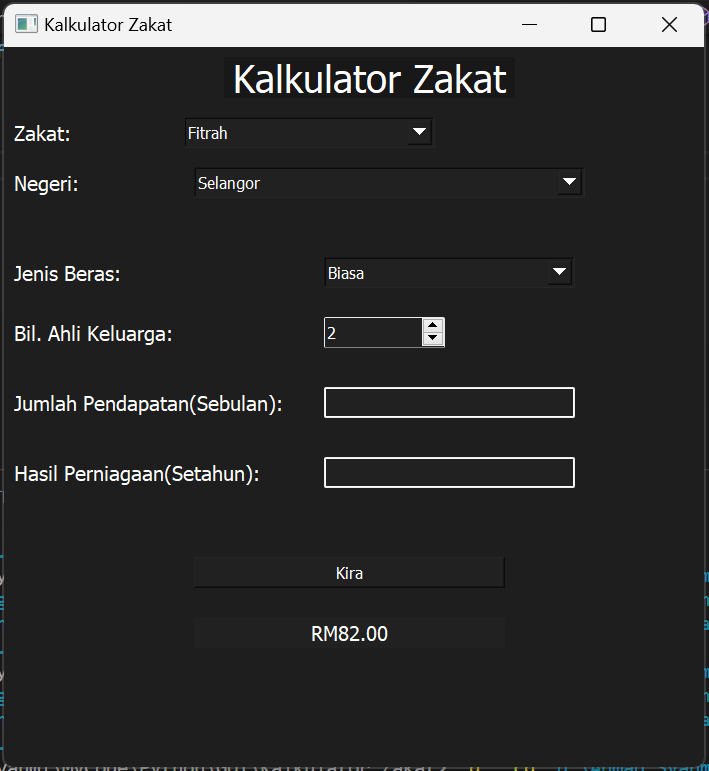 Kalkulator Zakat
Kalkulator Zakat
Zakat: Fitrah
Negeri: Selangor
Jenis Beras: Biasa
Bil. Ahli Keluarga: 2
Jumlah Pendapatan(Sebulan):
Hasil Perniagaan(Setahun):
Kira
RM82.00